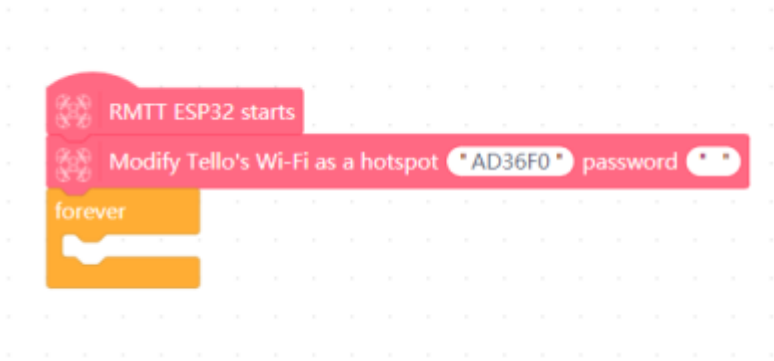 RMTT ESP32 starts
Modify Tello's Wi-Fi as a hotspot "AD36F0" password " "
forever